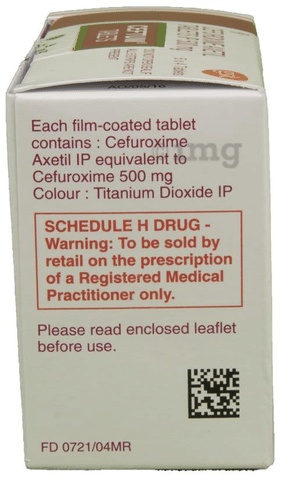 Each film-coated tablet
contains : Cefuroxime
Axetil IP equivalent to
Cefuroxime 500 mg
Colour : Titanium Dioxide IP
SCHEDULE H DRUG -
Warning: To be sold by
retail on the prescription
of a Registered Medical
Practitioner only.
Please read enclosed leaflet
before use.
FD 0721/04MR